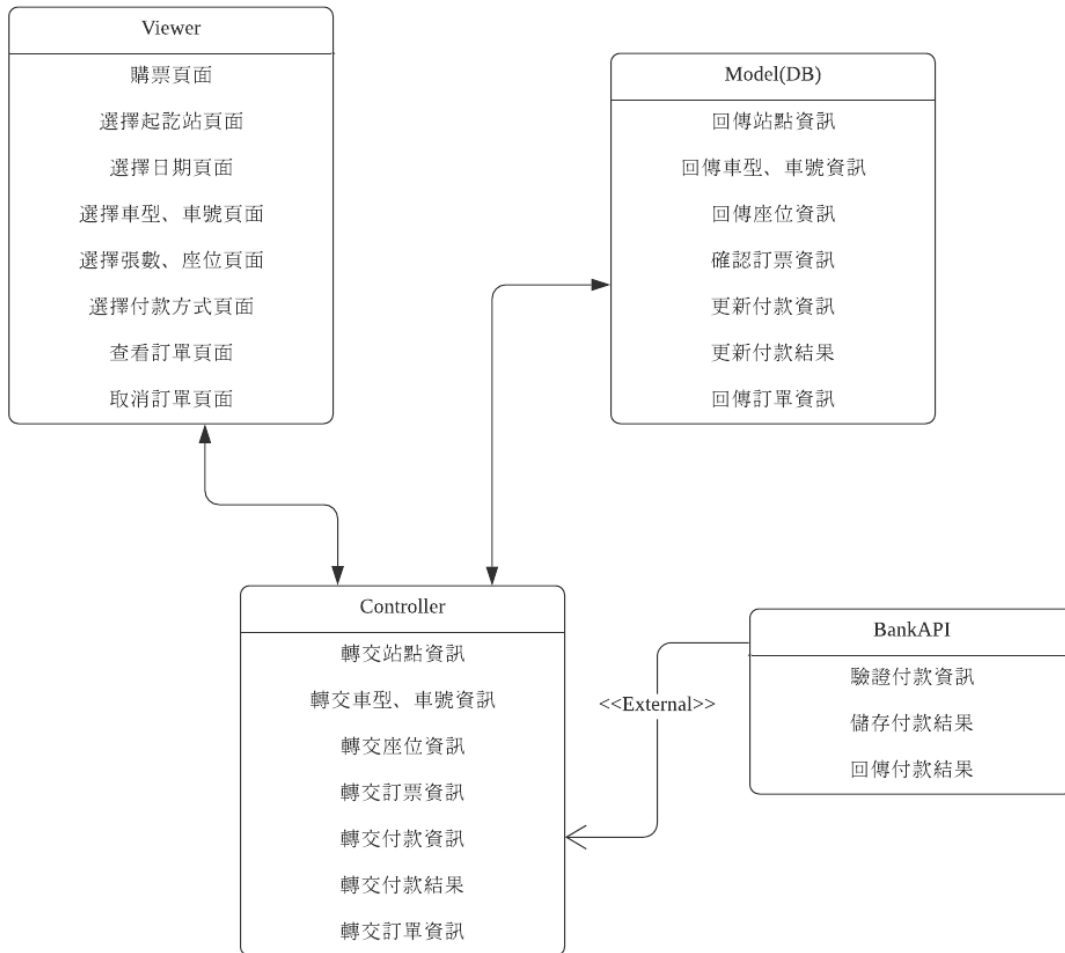 Viewer
購票頁面
選擇起訖站頁面
選擇日期頁面
選擇車型、車號頁面
選擇張數、座位頁面
選擇付款方式頁面
查看訂單頁面
取消訂單頁面
Model(DB)
回傳站點資訊
回傳車型、車號資訊
回傳座位資訊
確認訂票資訊
更新付款資訊
更新付款結果
回傳訂單資訊
Controller
轉交站點資訊
轉交車型、車號資訊
轉交座位資訊
轉交訂票資訊
轉交付款資訊
轉交付款結果
轉交訂單資訊
<<External>>
BankAPI
驗證付款資訊
儲存付款結果
回傳付款結果